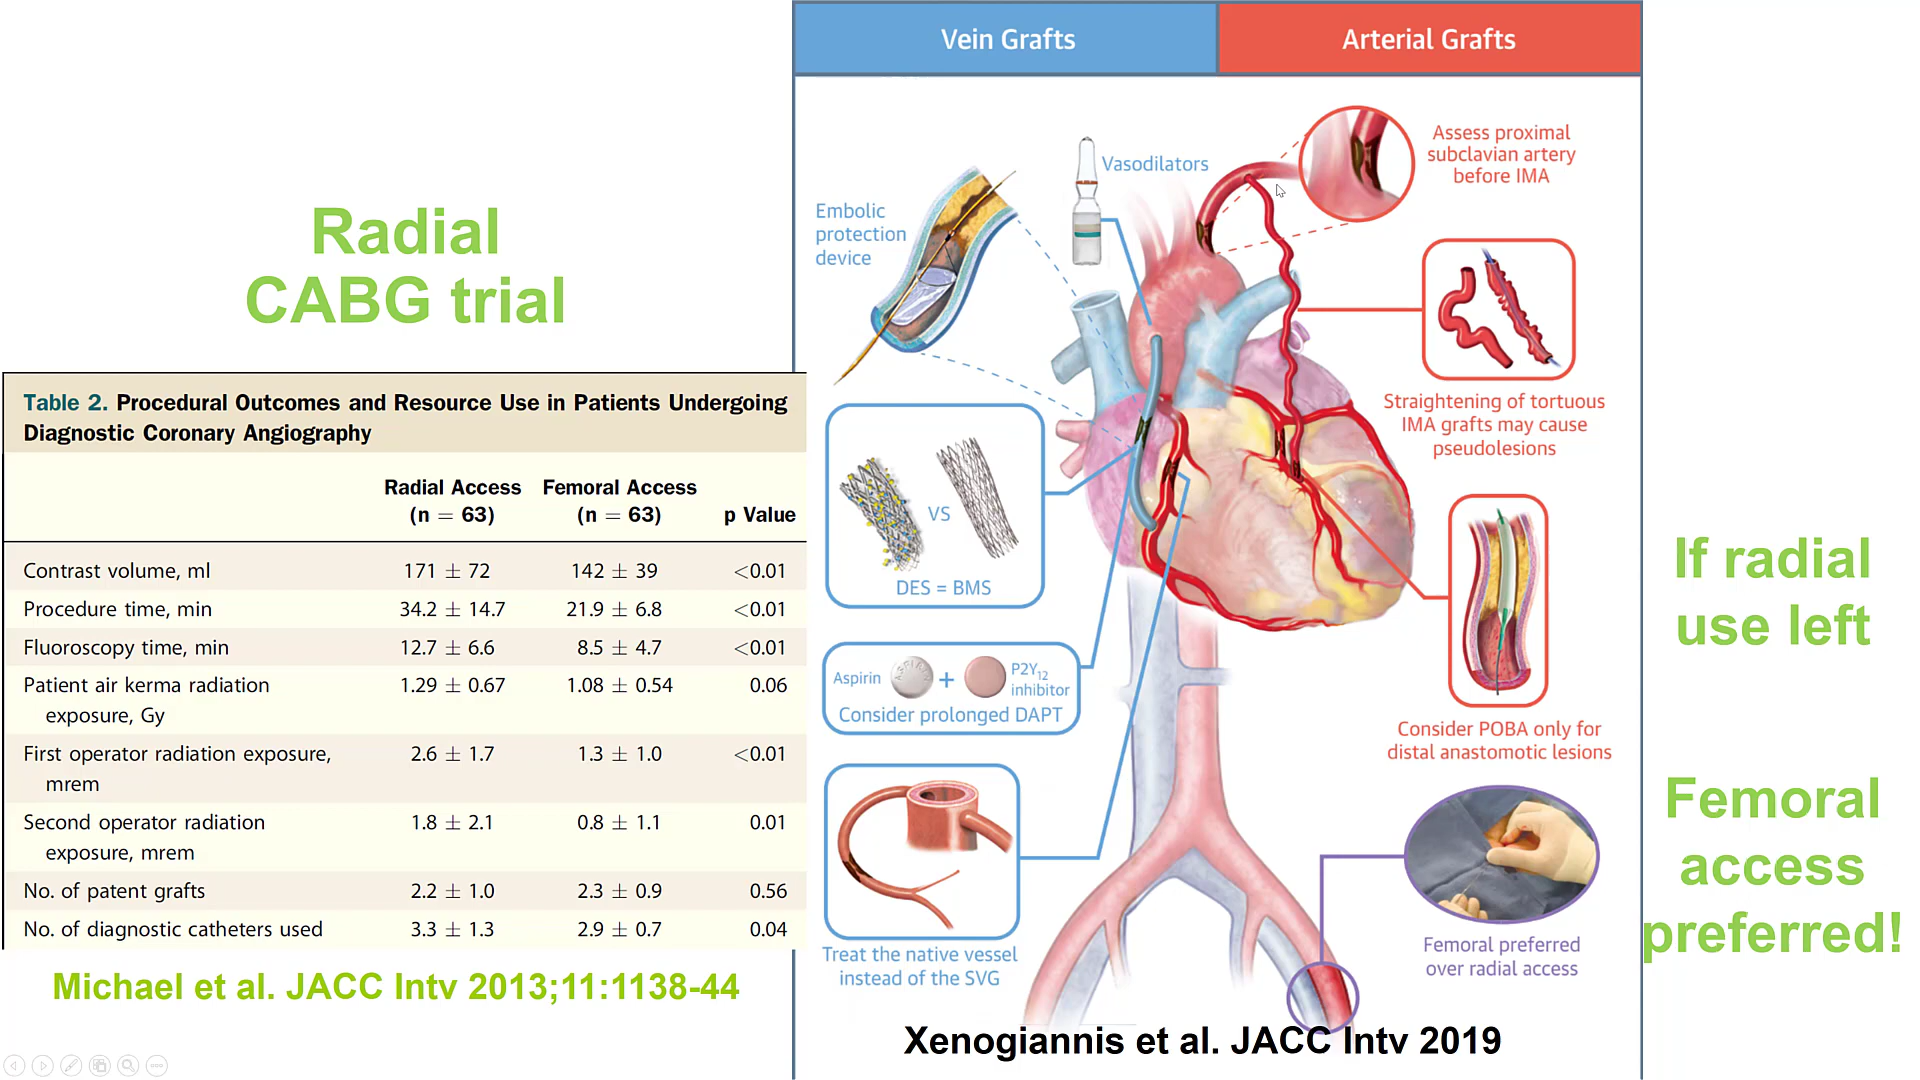 Radial
CABG trial
Table 2. Procedural Outcomes and Resource Use in Patients Undergoing
Diagnostic Coronary Angiography
Radial Access (n = 63) Femoral Access (n = 63) p Value
Contrast volume, ml 171 ± 72 142 ± 39 <0.01
Procedure time, min 34.2 ± 14.7 21.9 ± 6.8 <0.01
Fluoroscopy time, min 12.7 ± 6.6 8.5 ± 4.7 <0.01
Patient air kerma radiation 1.29 ± 0.67 1.08 ± 0.54 0.06
exposure, Gy
First operator radiation exposure, 2.6 ± 1.7 1.3 ± 1.0 <0.01
mrem
Second operator radiation 1.8 ± 2.1 0.8 ± 1.1 0.01
exposure, mrem
No. of patent grafts 2.2 ± 1.0 2.3 ± 0.9 0.56
No. of diagnostic catheters used 3.3 ± 1.3 2.9 ± 0.7 0.04
Michael et al. JACC Intv 2013;11:1138-44
Vein Grafts
Embolic
protection
device
Vasodilators
VS
DES = BMS
Aspirin
ASPIRIN
+
P2Y12
inhibitor
Consider prolonged DAPT
Treat the native vessel
instead of the SVG
Arterial Grafts
Assess proximal
subclavian artery
before IMA
Straightening of tortuous
IMA grafts may cause
pseudolesions
Consider POBA only for
distal anastomotic lesions
Femoral preferred
over radial access
Xenogiannis et al. JACC Intv 2019
If radial
use left
Femoral
access
preferred!